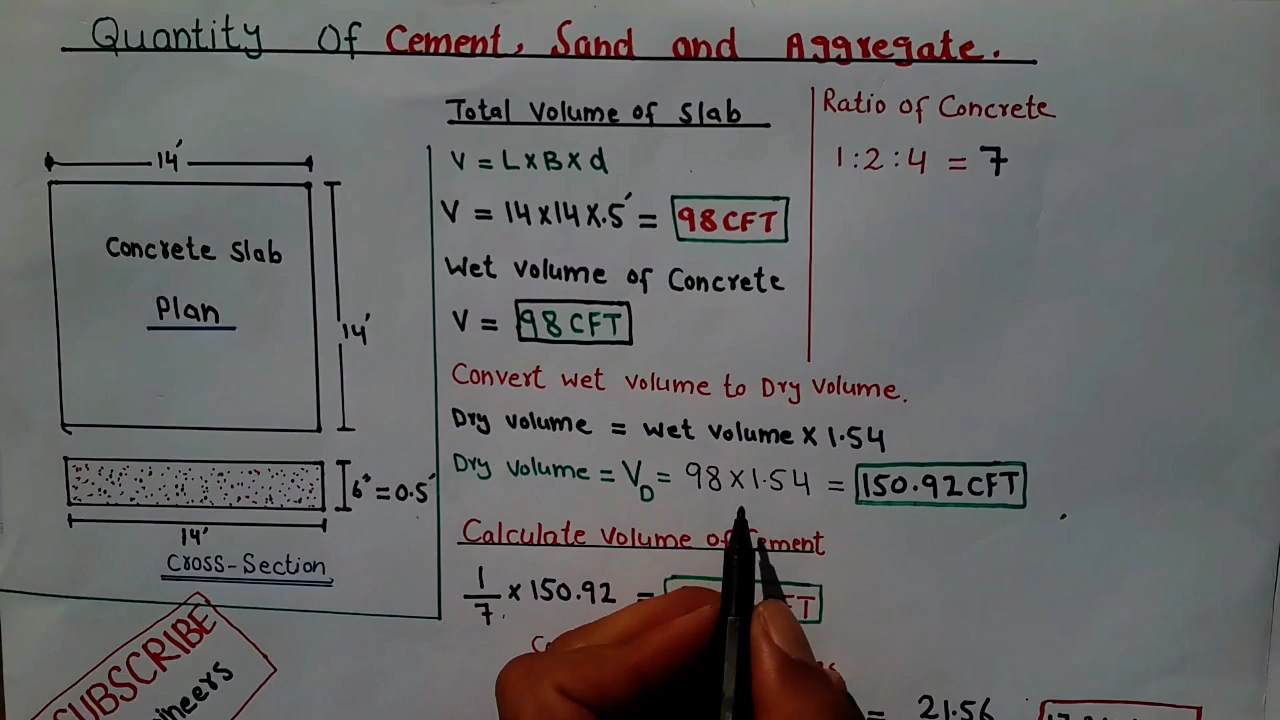 Quantity Of Cement, Sand and Aggregate.
14'
Concrete Slab
Plan
14'
6" = 0.5'
14'
Cross-Section
SUBSCRIBE
Total Volume of Slab
V = L x B x d
V = 14 x 14 x .5' = 98 CFT
Wet Volume of Concrete
V = 98 CFT
Convert wet volume to Dry Volume.
Dry volume = wet volume x 1.54
Dry volume = V_D = 98 x 1.54 = 150.92 CFT
Calculate Volume of Cement
1/7 x 150.92 =
= 21.56
Ratio of Concrete
1:2:4 = 7